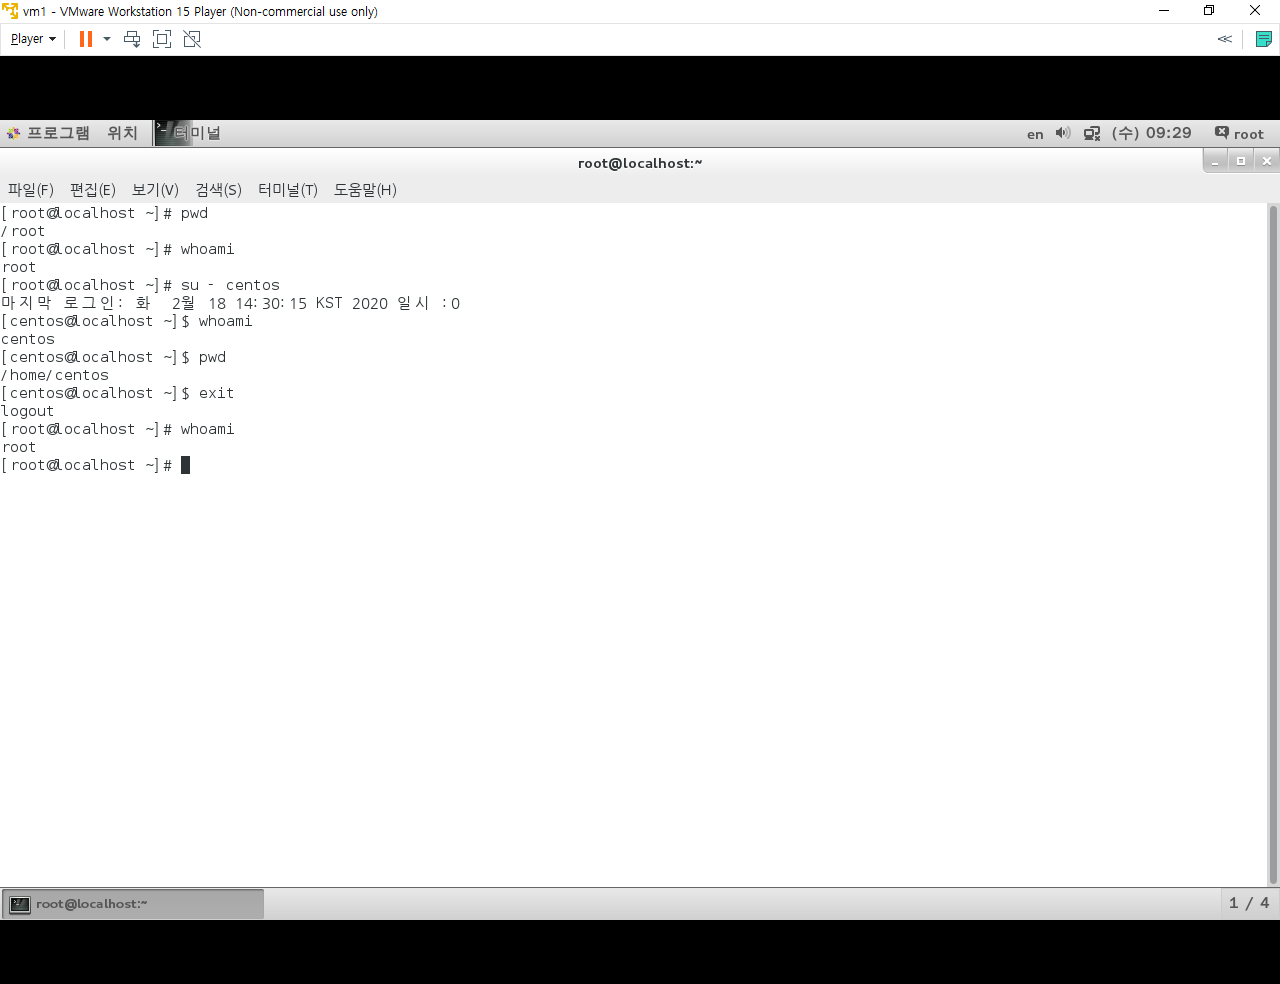 vm1 - VMware Workstation 15 Player (Non-commercial use only)
Player
프로그램 위치 터미널 en (수) 09:29 root
root@localhost:~
파일(F) 편집(E) 보기(V) 검색(S) 터미널(T) 도움말(H)
[root@localhost ~]# pwd
/root
[root@localhost ~]# whoami
root
[root@localhost ~]# su - centos
마지막 로그인: 화  2월 18 14:30:15 KST 2020 일시 :0
[centos@localhost ~]$ whoami
centos
[centos@localhost ~]$ pwd
/home/centos
[centos@localhost ~]$ exit
logout
[root@localhost ~]# whoami
root
[root@localhost ~]#
root@localhost:~ 1 / 4